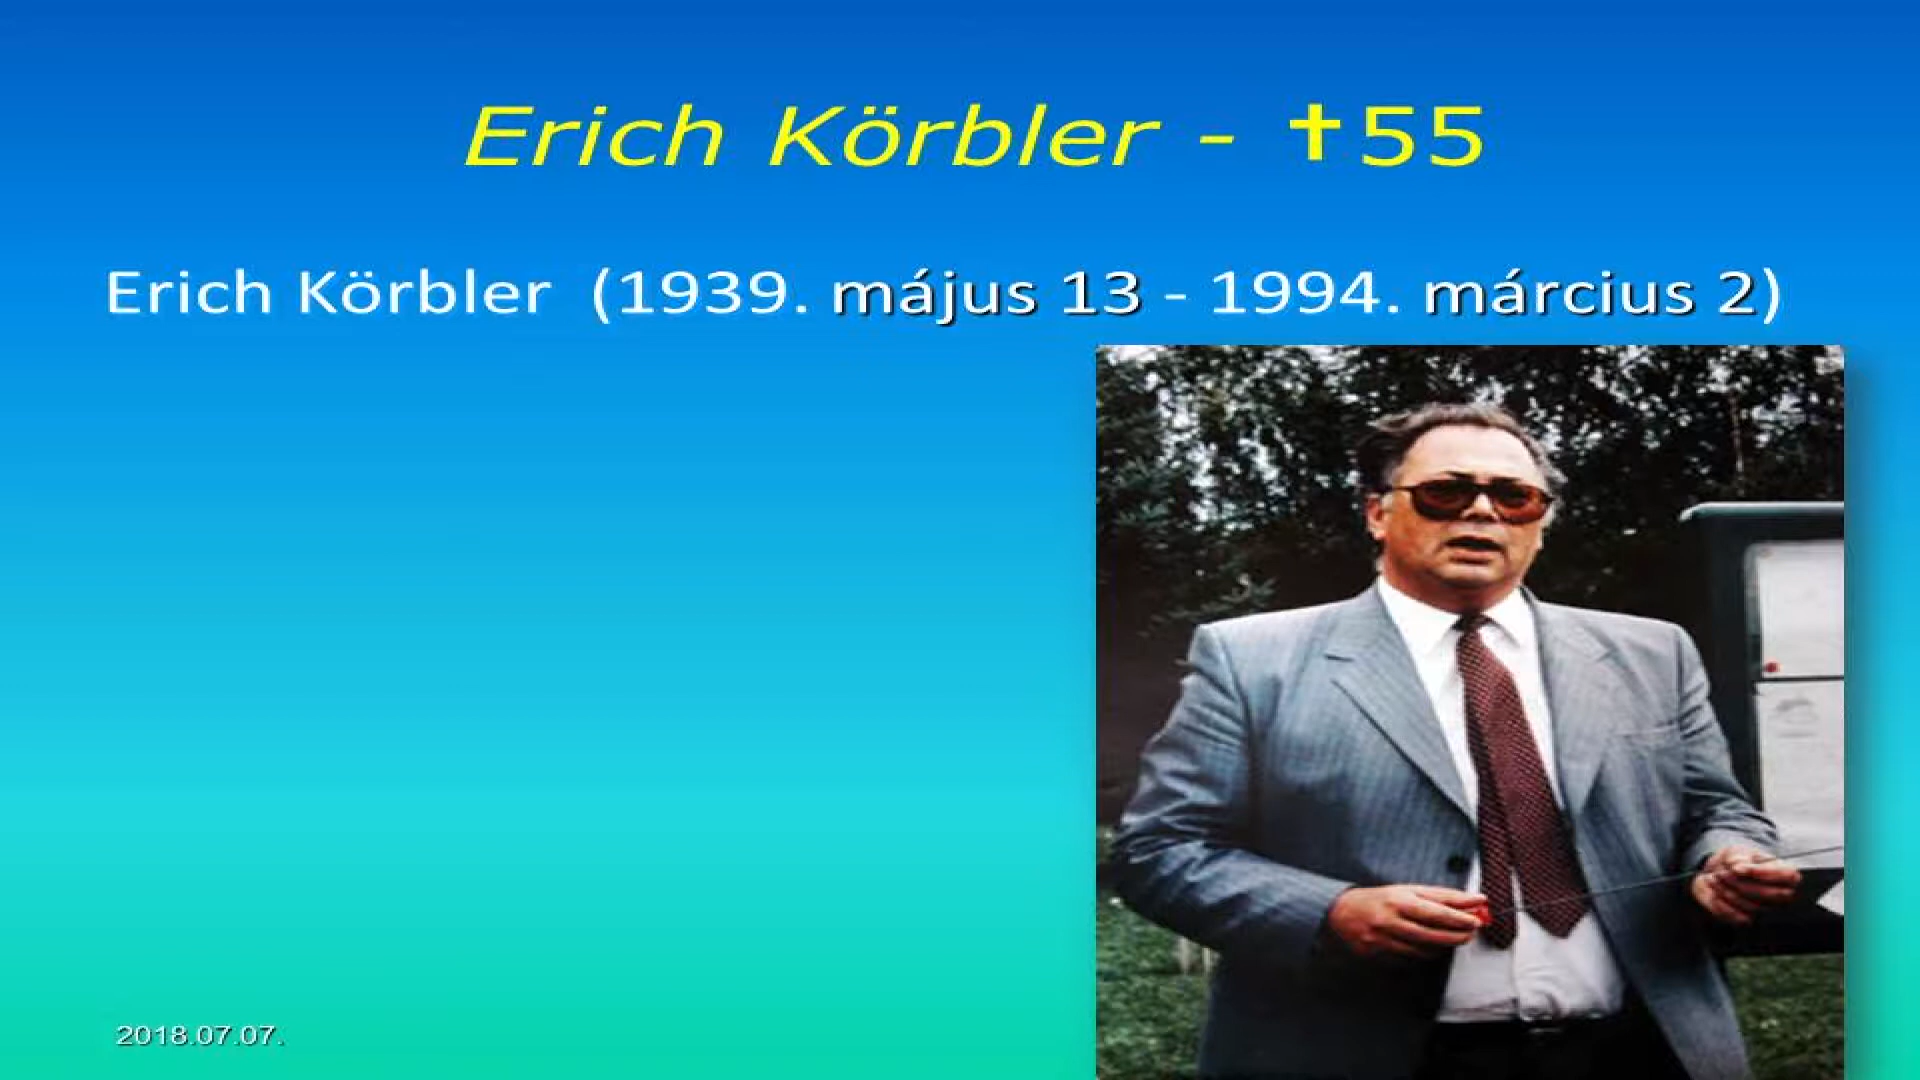 Erich Körbler - ✝55
Erich Körbler (1939. május 13 - 1994. március 2)
2018.07.07.